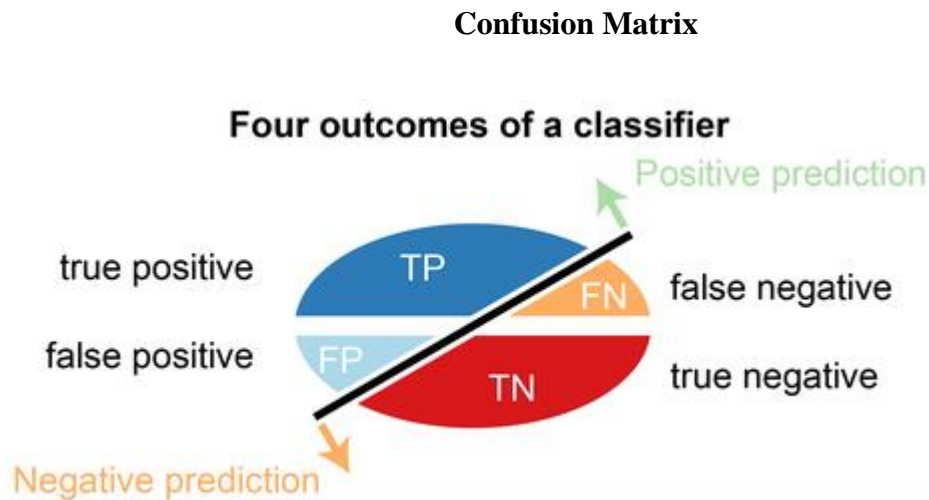 Confusion Matrix
Four outcomes of a classifier
Positive prediction
true positive
TP
FN
false negative
false positive
FP
TN
true negative
Negative prediction